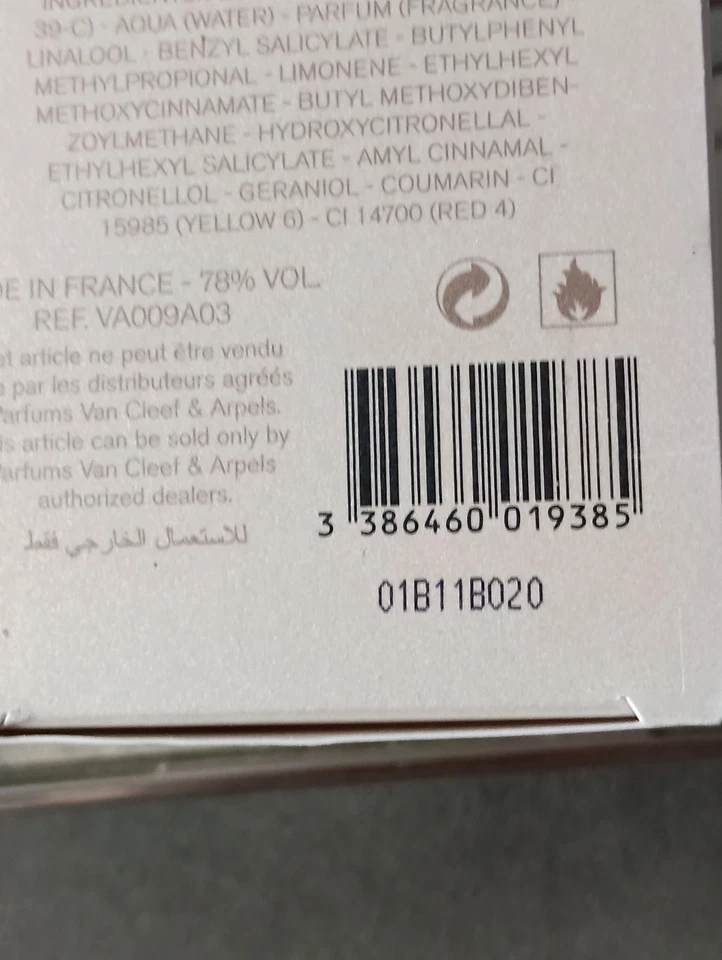 39-C) - AQUA (WATER) - PARFUM (FRAGRANCE)
LINALOOL - BENZYL SALICYLATE - BUTYLPHENYL
METHYLPROPIONAL - LIMONENE - ETHYLHEXYL
METHOXYCINNAMATE - BUTYL METHOXYDIBEN-
ZOYLMETHANE - HYDROXYCITRONELLAL -
ETHYLHEXYL SALICYLATE - AMYL CINNAMAL -
CITRONELLOL - GERANIOL - COUMARIN - CI
15985 (YELLOW 6) - CI 14700 (RED 4)
IN FRANCE - 78% VOL.
REF. VA009A03
article ne peut être vendu
par les distributeurs agréés
Parfums Van Cleef & Arpels.
article can be sold only by
Parfums Van Cleef & Arpels
authorized dealers.
للاستعمال الخارجي فقط
3 386460 019385
01B11B020